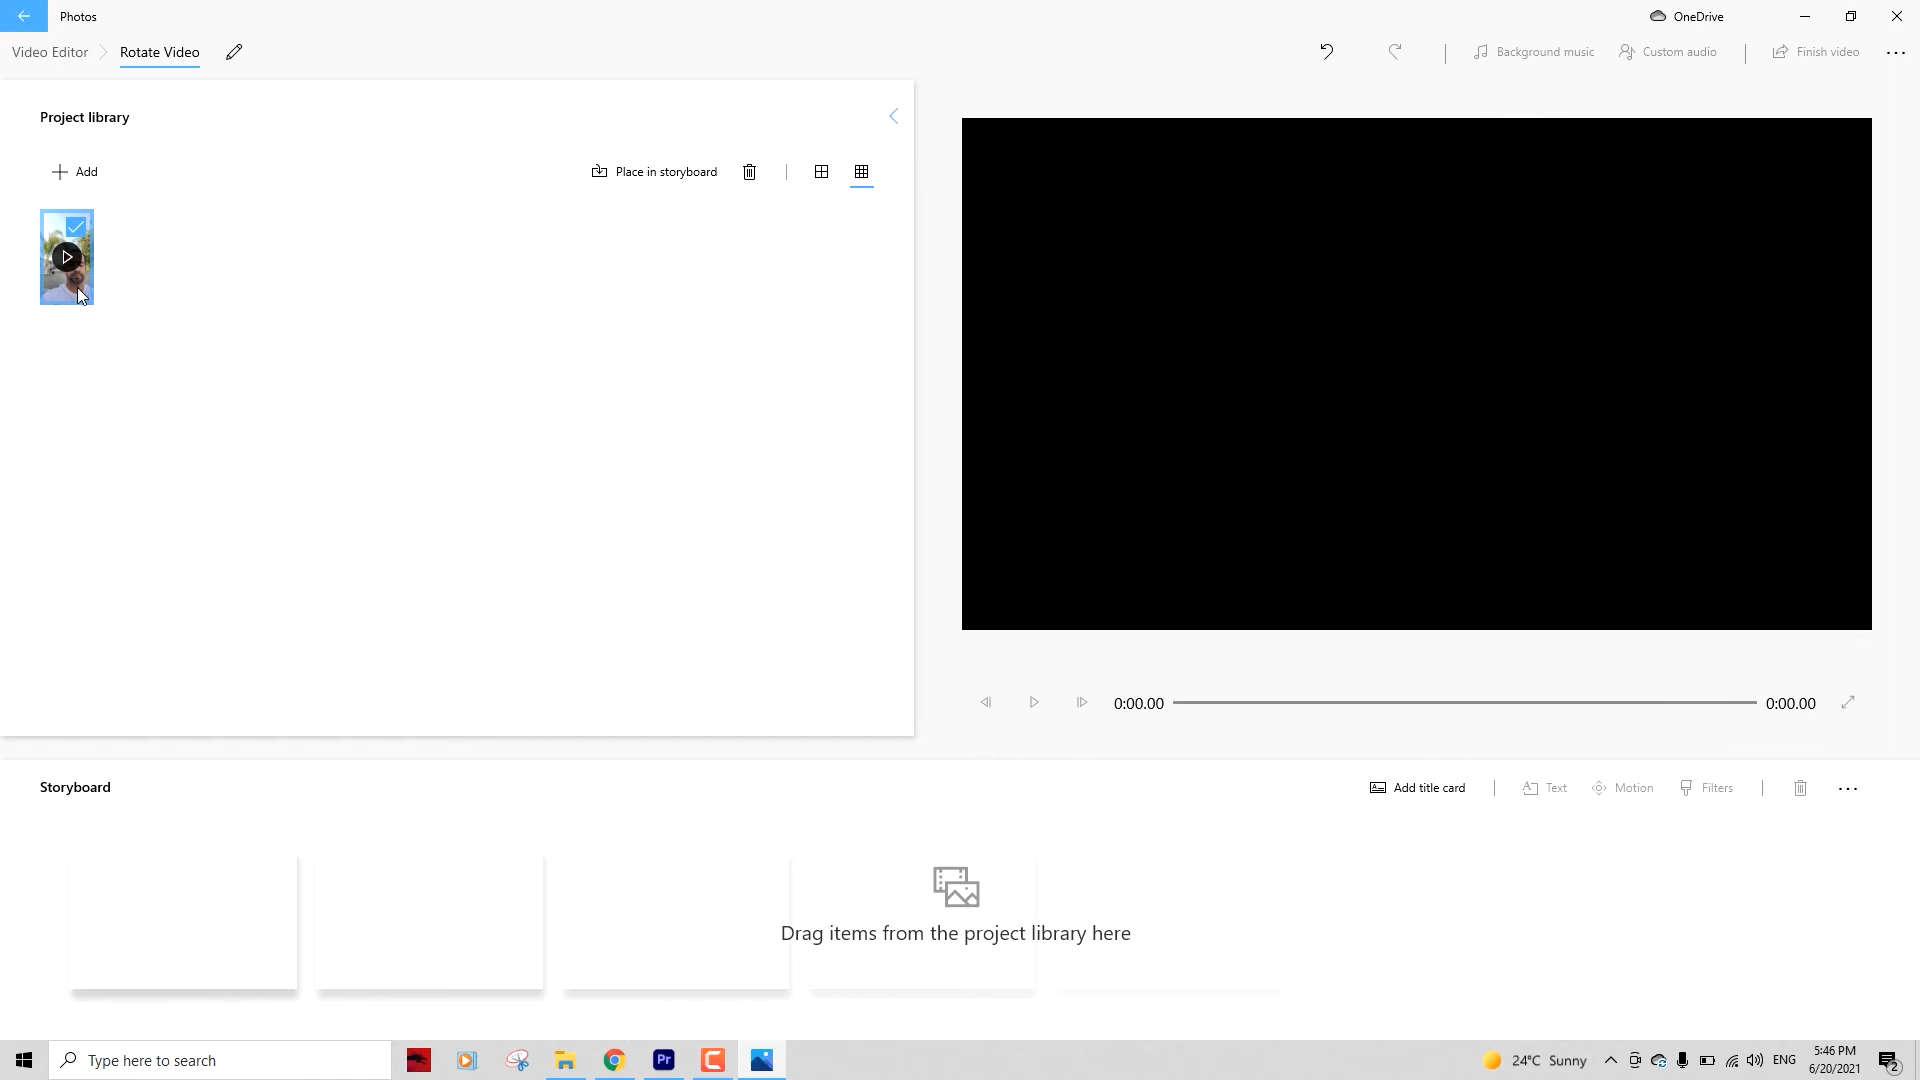 Photos
OneDrive
Video Editor
Rotate Video
Background music
Custom audio
Finish video
Project library
Add
Place in storyboard
0:00.00
0:00.00
Storyboard
Add title card
Text
Motion
Filters
Drag items from the project library here
Type here to search
Pr
24°C Sunny
ENG
5:46 PM
6/20/2021
2